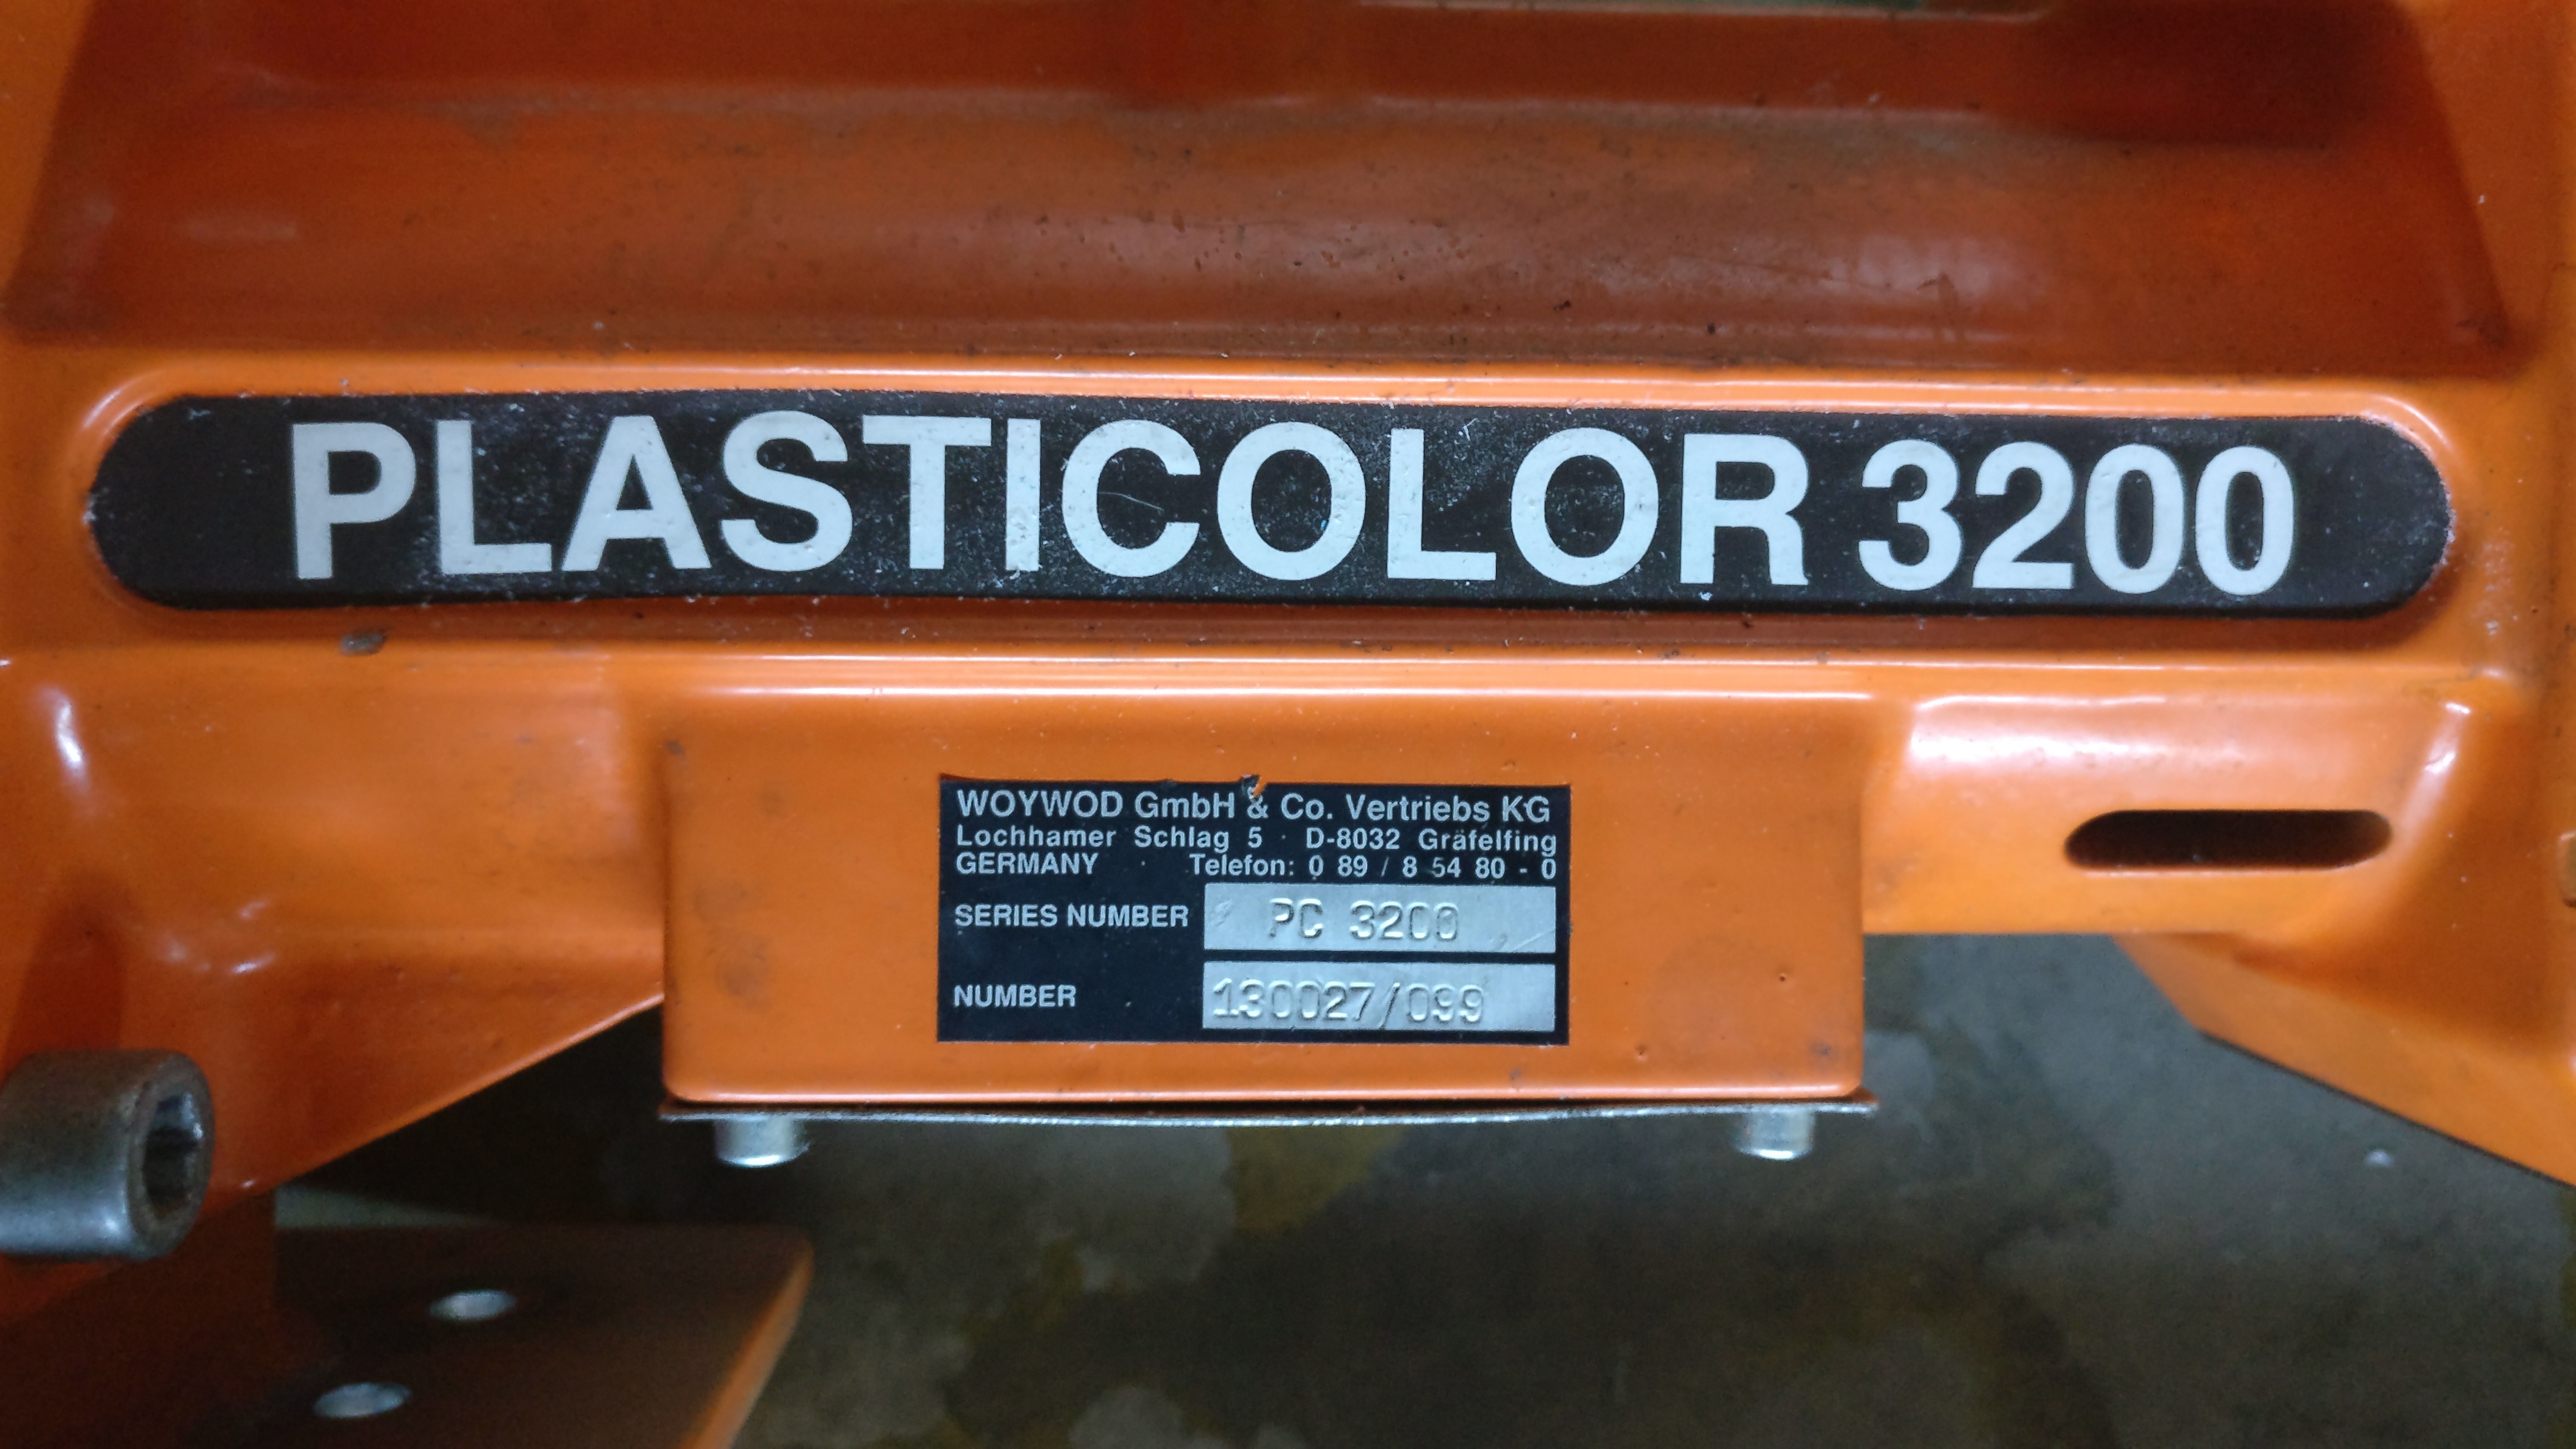 PLASTICOLOR 3200
WOYWOD GmbH & Co. Vertriebs KG
Lochhamer Schlag 5 · D-8032 Gräfelfing
GERMANY · Telefon: 0 89 / 8 54 80 - 0
SERIES NUMBER PC 3200
NUMBER 130027/099